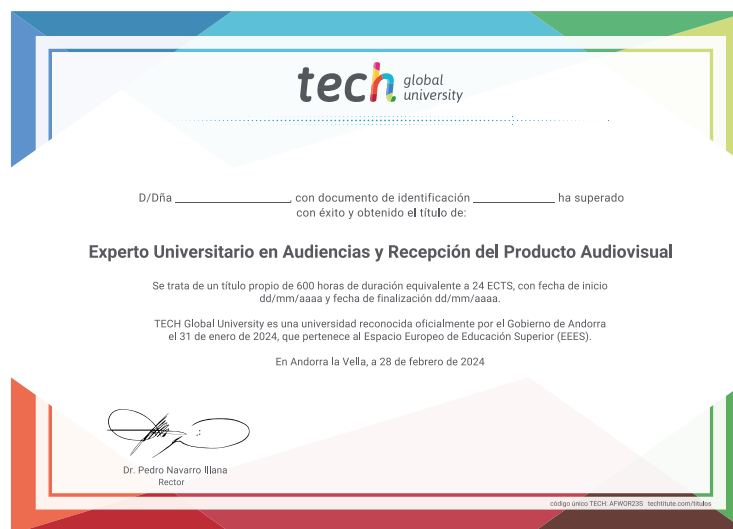 tech global university
D/Dña ____________________, con documento de identificación ______________ ha superado
con éxito y obtenido el título de:
Experto Universitario en Audiencias y Recepción del Producto Audiovisual
Se trata de un título propio de 600 horas de duración equivalente a 24 ECTS, con fecha de inicio
dd/mm/aaaa y fecha de finalización dd/mm/aaaa.
TECH Global University es una universidad reconocida oficialmente por el Gobierno de Andorra
el 31 de enero de 2024, que pertenece al Espacio Europeo de Educación Superior (EEES).
En Andorra la Vella, a 28 de febrero de 2024
Dr. Pedro Navarro Illana
Rector
código único TECH: AFWOR23S techtitute.com/titulos